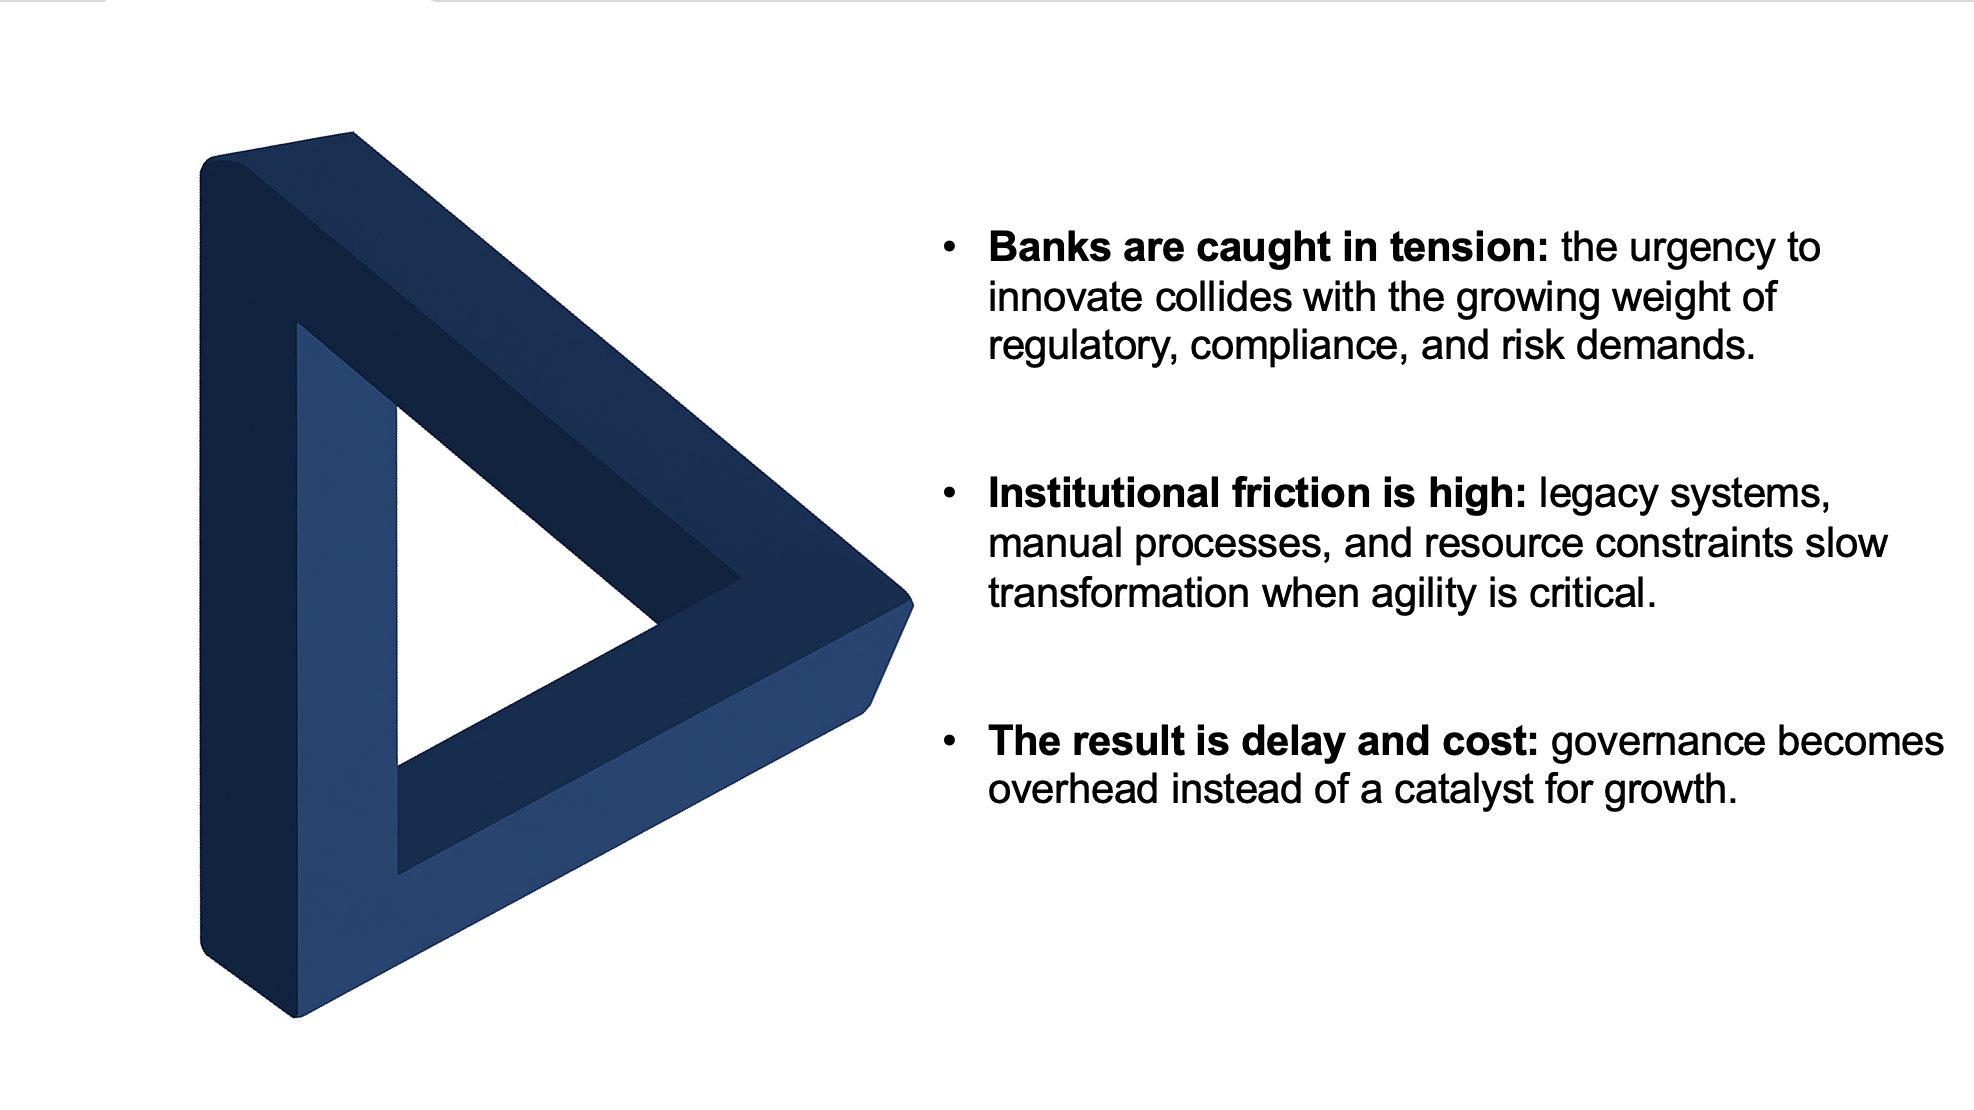 • Banks are caught in tension: the urgency to
innovate collides with the growing weight of
regulatory, compliance, and risk demands.
• Institutional friction is high: legacy systems,
manual processes, and resource constraints slow
transformation when agility is critical.
• The result is delay and cost: governance becomes
overhead instead of a catalyst for growth.